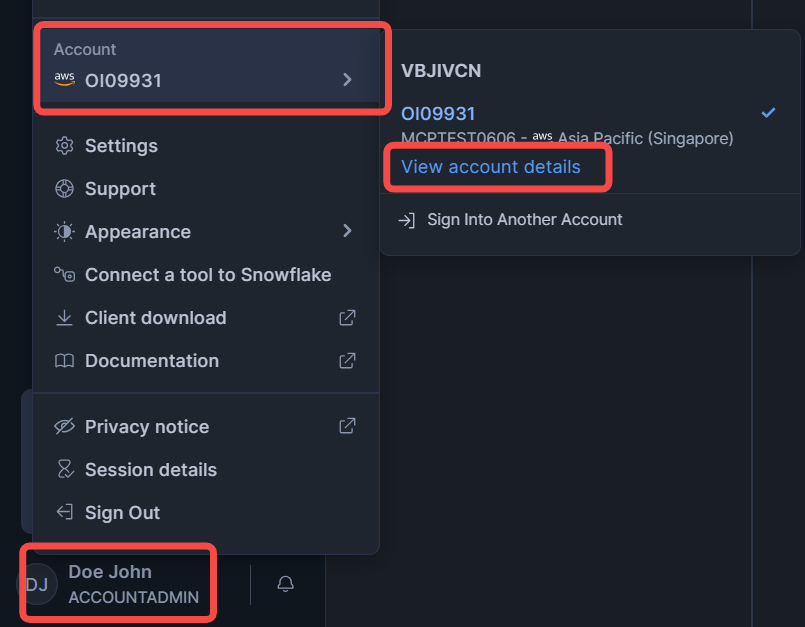 Account
aws OI09931
Settings
Support
Appearance
Connect a tool to Snowflake
Client download
Documentation
Privacy notice
Session details
Sign Out
DJ
Doe John
ACCOUNTADMIN
VBJIVCN
OI09931
MCPTEST0606 - aws Asia Pacific (Singapore)
View account details
Sign Into Another Account